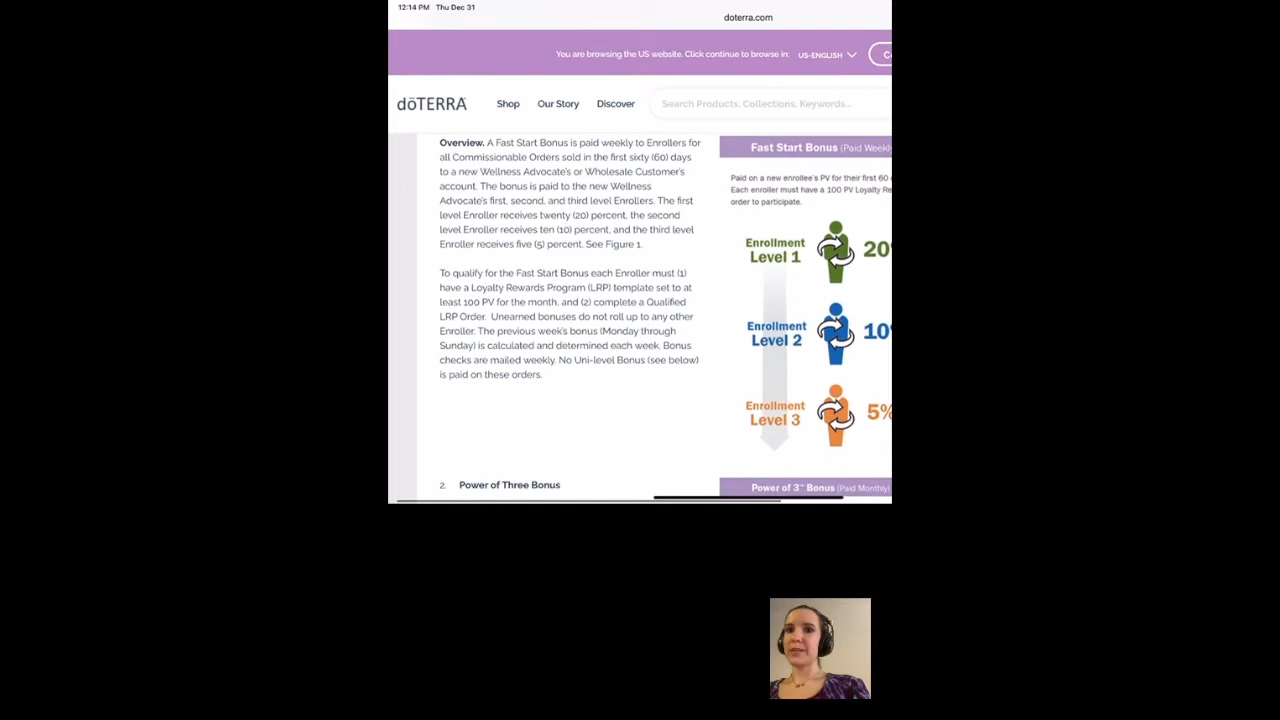 12:14 PM Thu Dec 31
doterra.com
You are browsing the US website. Click continue to browse in: US-ENGLISH
dōTERRA Shop Our Story Discover Search Products, Collections, Keywords...
Overview. A Fast Start Bonus is paid weekly to Enrollers for
all Commissionable Orders sold in the first sixty (60) days
to a new Wellness Advocate's or Wholesale Customer's
account. The bonus is paid to the new Wellness
Advocate's first, second, and third level Enrollers. The first
level Enroller receives twenty (20) percent, the second
level Enroller receives ten (10) percent, and the third level
Enroller receives five (5) percent. See Figure 1.
To qualify for the Fast Start Bonus each Enroller must (1)
have a Loyalty Rewards Program (LRP) template set to at
least 100 PV for the month, and (2) complete a Qualified
LRP Order. Unearned bonuses do not roll up to any other
Enroller. The previous week's bonus (Monday through
Sunday) is calculated and determined each week. Bonus
checks are mailed weekly. No Uni-level Bonus (see below)
is paid on these orders.
2. Power of Three Bonus
Fast Start Bonus (Paid Weekly
Paid on a new enrollee's PV for their first 60
Each enroller must have a 100 PV Loyalty Re
order to participate.
Enrollment
Level 1
20
Enrollment
Level 2
10
Enrollment
Level 3
5%
Power of 3™ Bonus (Paid Monthly)